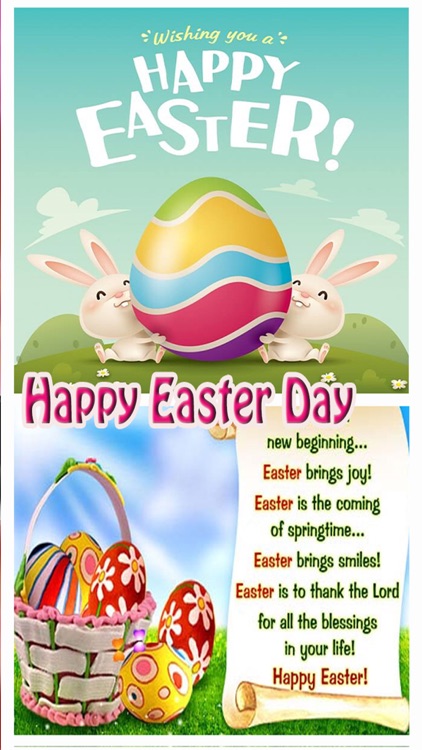 Wishing you a
HAPPY
EASTER!
Happy Easter Day
new beginning...
Easter brings joy!
Easter is the coming
of springtime...
Easter brings smiles!
Easter is to thank the Lord
for all the blessings
in your life!
Happy Easter!